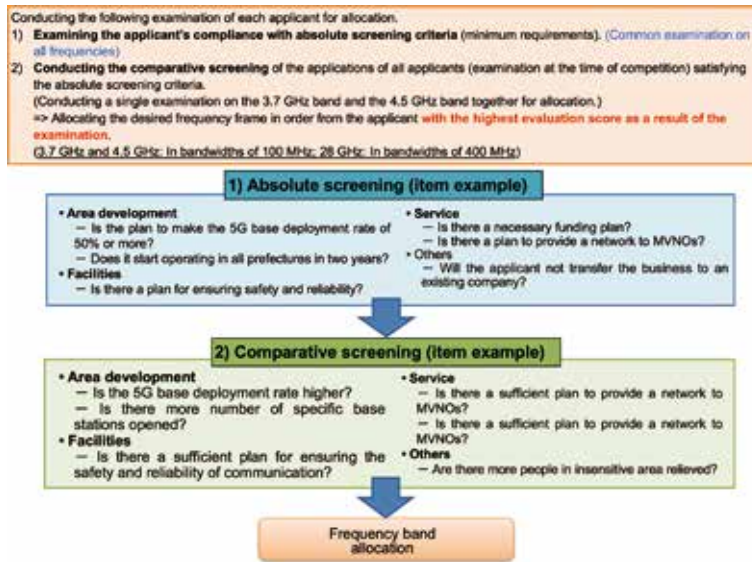 Conducting the following examination of each applicant for allocation.
1) Examining the applicant's compliance with absolute screening criteria (minimum requirements). (Common examination on
all frequencies)
2) Conducting the comparative screening of the applications of all applicants (examination at the time of competition) satisfying
the absolute screening criteria.
(Conducting a single examination on the 3.7 GHz band and the 4.5 GHz band together for allocation.)
=> Allocating the desired frequency frame in order from the applicant with the highest evaluation score as a result of the
examination.
(3.7 GHz and 4.5 GHz: In bandwidths of 100 MHz; 28 GHz: In bandwidths of 400 MHz)
1) Absolute screening (item example)
• Area development
— Is the plan to make the 5G base deployment rate of
50% or more?
— Does it start operating in all prefectures in two years?
• Facilities
— Is there a plan for ensuring safety and reliability?
• Service
— Is there a necessary funding plan?
— Is there a plan to provide a network to MVNOs?
• Others
— Will the applicant not transfer the business to an
existing company?
2) Comparative screening (item example)
• Area development
— Is the 5G base deployment rate higher?
— Is there more number of specific base
stations opened?
• Facilities
— Is there a sufficient plan for ensuring the
safety and reliability of communication?
• Service
— Is there a sufficient plan to provide a network to
MVNOs?
— Is there a sufficient plan to provide a network to
MVNOs?
• Others
— Are there more people in insensitive area relieved?
Frequency band
allocation